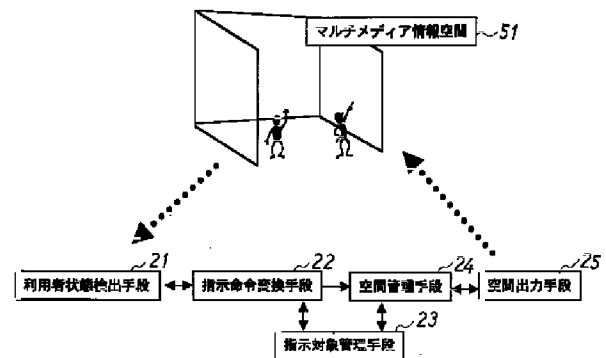 マルチメディア情報空間
51
21
利用者状態検出手段
22
指示命令変換手段
24
空間管理手段
25
空間出力手段
23
指示対象管理手段